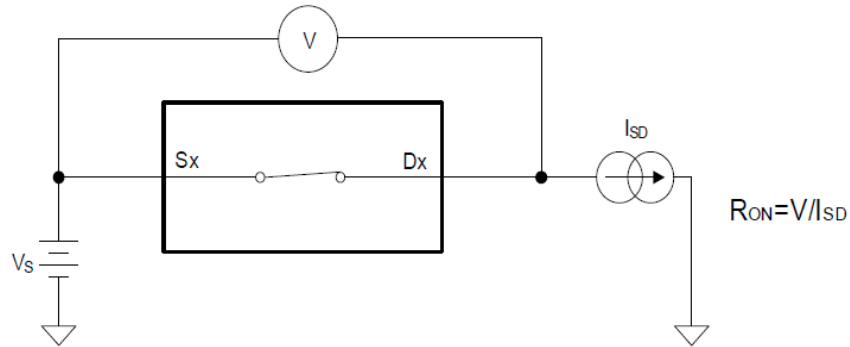 V
ISD
Sx
Dx
RON=V/ISD
VS